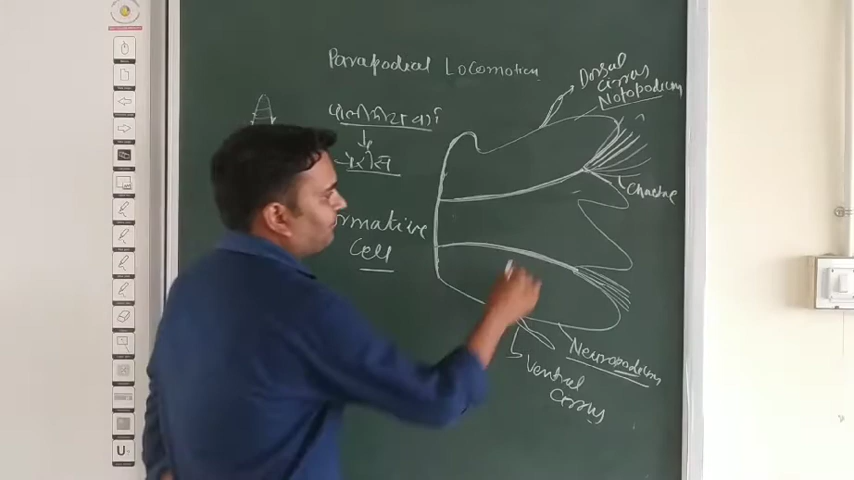 Parapodial Locomotion
Dorsal
cirrus
Notopodium
Chaetae
rmative
Cell
Neuropodium
Ventral
cirrus